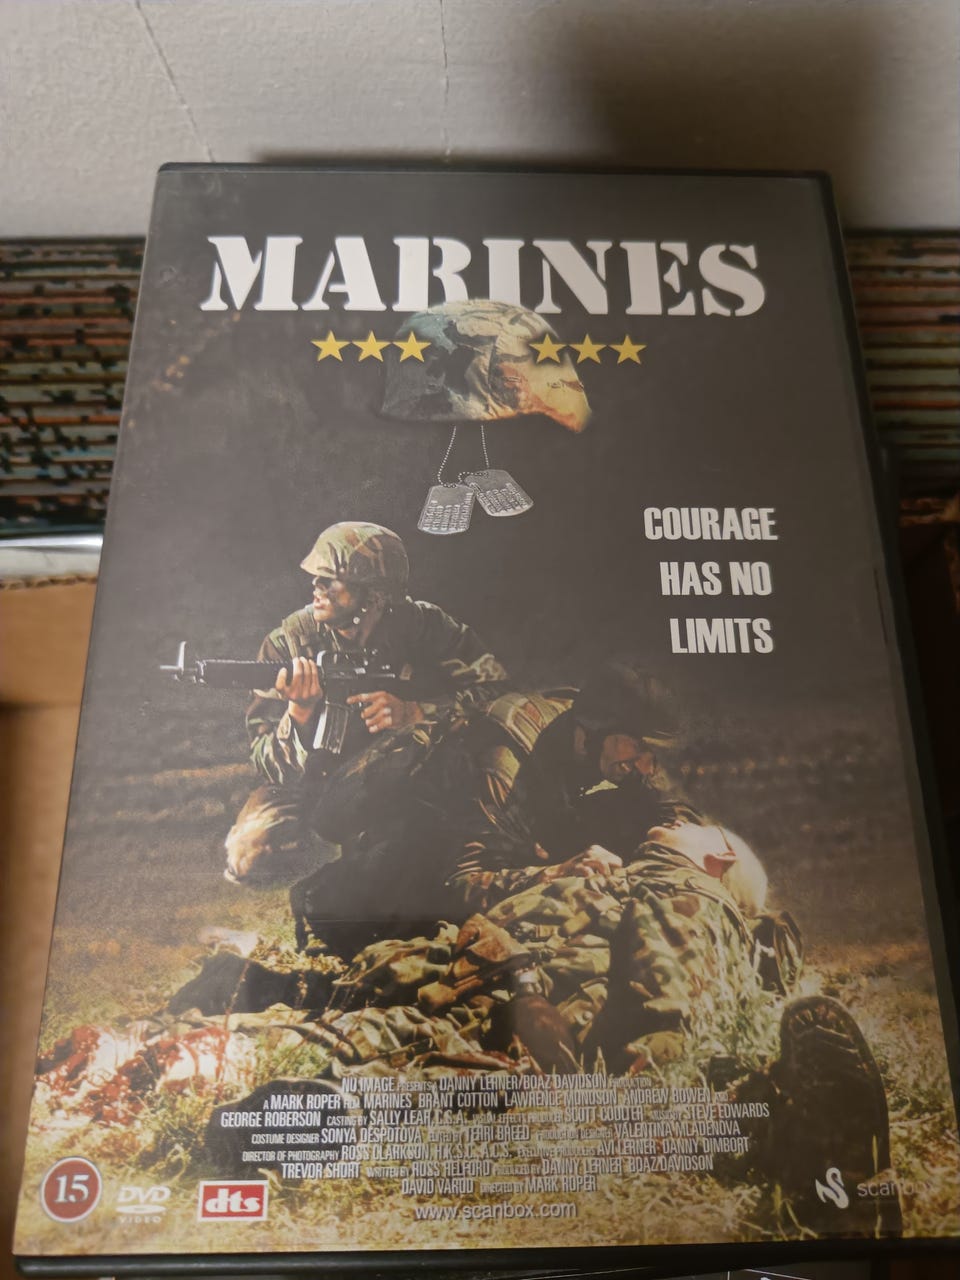 MARINES
COURAGE
HAS NO
LIMITS
NU IMAGE PRESENTS A DANNY LERNER/BOAZ DAVIDSON PRODUCTION
A MARK ROPER FILM MARINES BRANT COTTON LAWRENCE MONOSON ANDREW BOWEN AND
GEORGE ROBERSON CASTING BY SALLY LEAR, C.S.A. VISUAL EFFECTS PRODUCER SCOTT COULTER MUSIC BY STEVE EDWARDS
COSTUME DESIGNER SONYA DESPOTOVA EDITED BY TERRI BREED PRODUCTION DESIGNER VALENTINA MLADENOVA
DIRECTOR OF PHOTOGRAPHY ROSS CLARKSON, H.K.S.C., A.C.S. EXECUTIVE PRODUCERS AVI LERNER DANNY DIMBORT
TREVOR SHORT WRITTEN BY ROSS HELFORD PRODUCED BY DANNY LERNER BOAZ DAVIDSON
DAVID VAROD DIRECTED BY MARK ROPER
www.scanbox.com
15
DVD
VIDEO
dts
scanbox